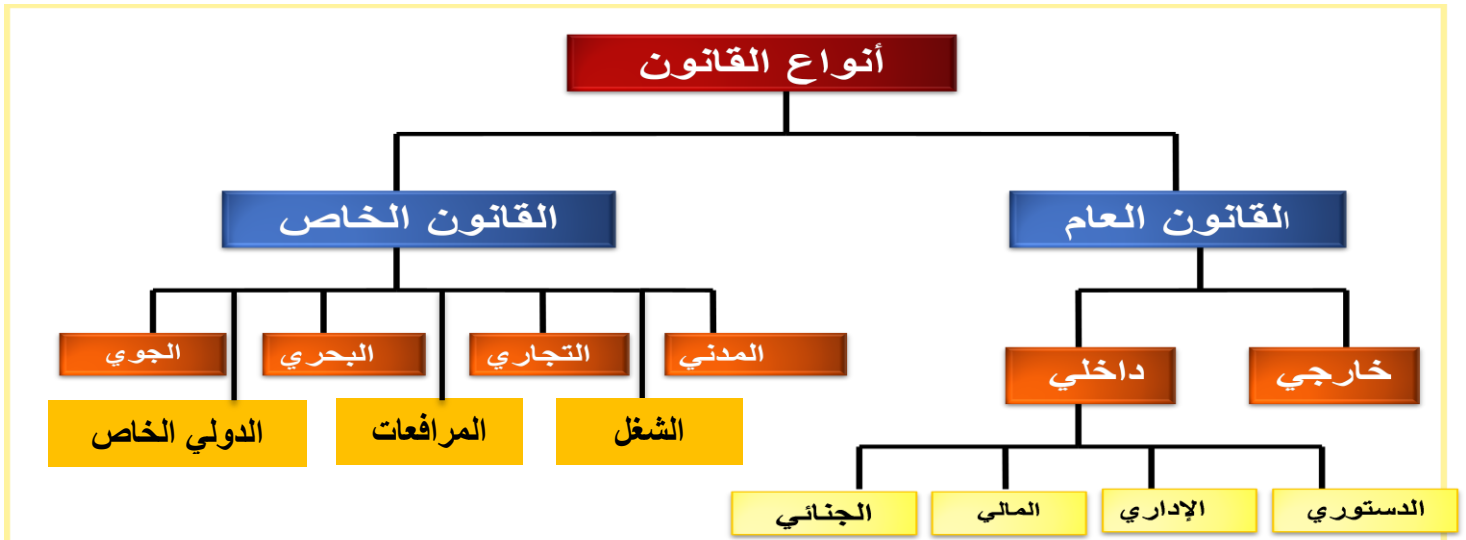 أنواع القانون
القانون العام
القانون الخاص
خارجي
داخلي
المدني
التجاري
البحري
الجوي
الشغل
المرافعات
الدولي الخاص
الدستوري
الإداري
المالي
الجنائي